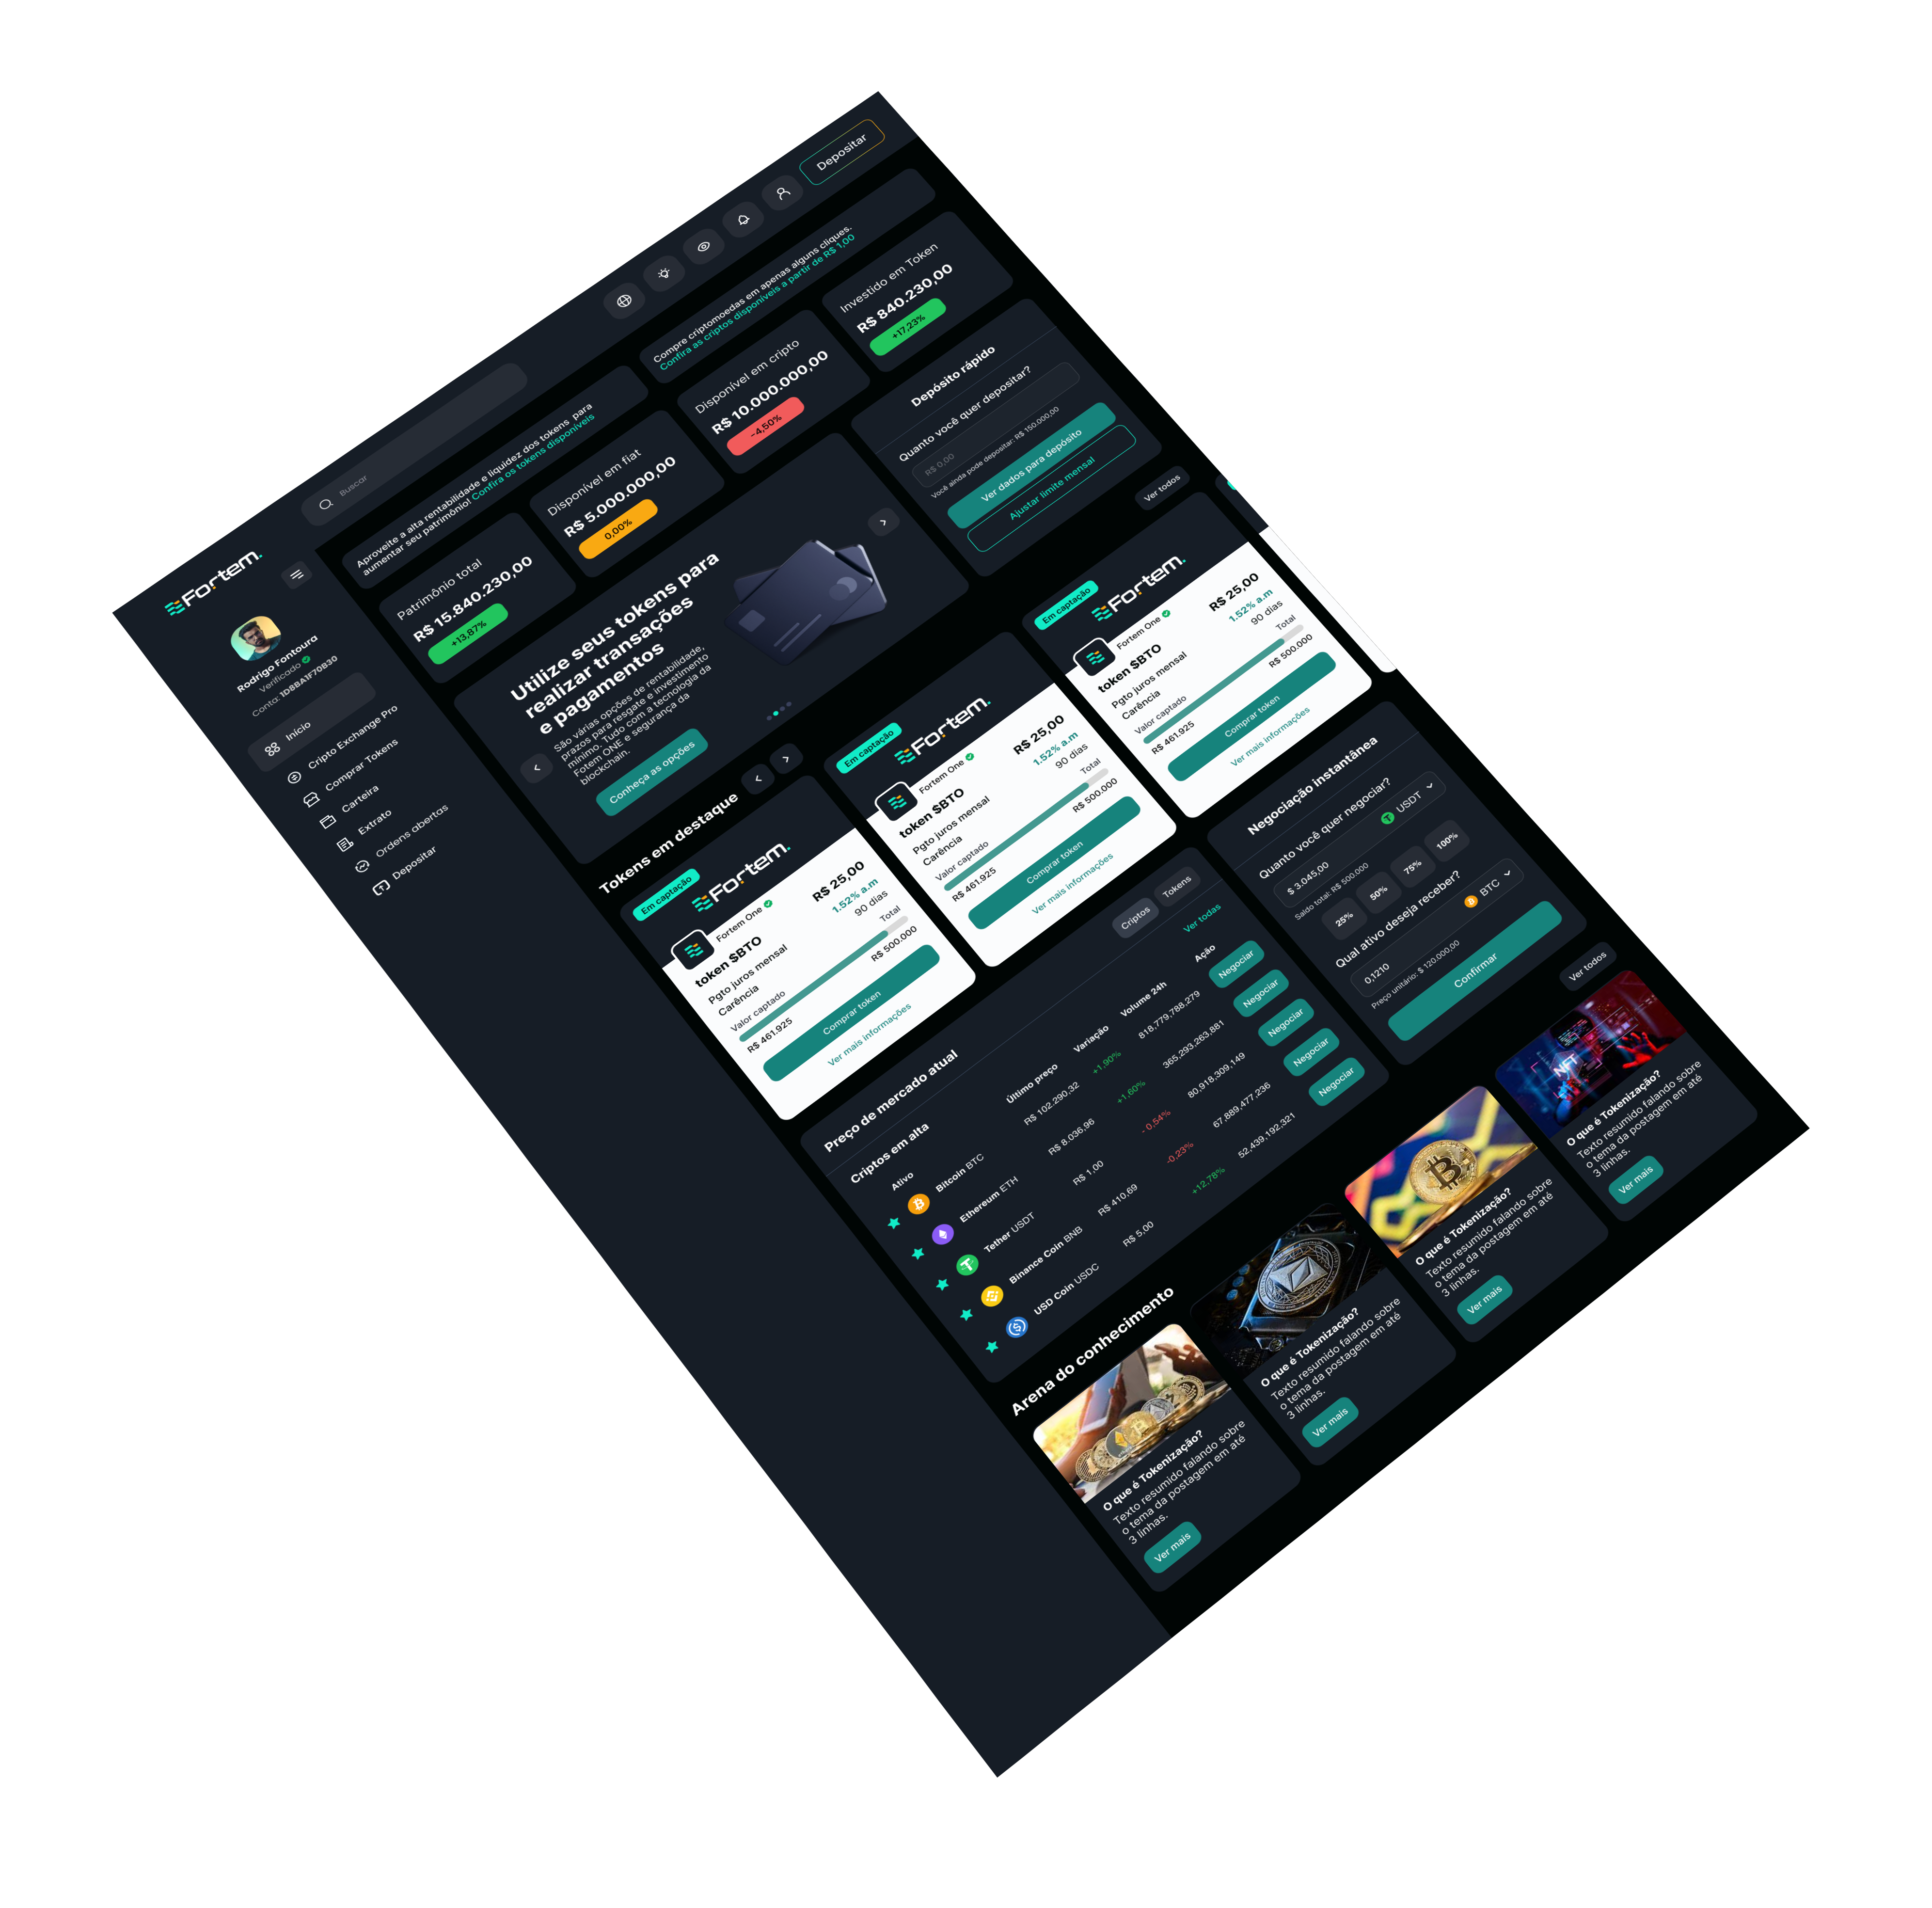 Fortem.
Buscar
Depositar
Rodrigo Fontoura
Verificado
Conta: 1D8BA1F70830
Início
Cripto Exchange Pro
Comprar Tokens
Carteira
Extrato
Ordens abertas
Depositar
Aproveite a alta rentabilidade e liquidez dos tokens para
aumentar seu patrimônio! Confira os tokens disponíveis
Compre criptomoedas em apenas alguns cliques.
Confira as criptos disponíveis a partir de R$ 1,00
Patrimônio total
R$ 15.840.230,00
+13,87%
Disponível em fiat
R$ 5.000.000,00
0,00%
Disponível em cripto
R$ 10.000.000,00
-4,50%
Investido em Token
R$ 840.230,00
+17,23%
Utilize seus tokens para
realizar transações
e pagamentos
São várias opções de rentabilidade,
prazos para resgate e investimento
mínimo. Tudo com a tecnologia da
Fotem ONE e segurança da
blockchain.
Conheça as opções
Depósito rápido
Quanto você quer depositar?
R$ 0,00
Você ainda pode depositar: R$ 150.000,00
Ver dados para depósito
Ajustar limite mensal
Tokens em destaque
Ver todos
Em captação
Fortem.
Fortem One
token $BTO
R$ 25,00
Pgto juros mensal
1.52% a.m
Carência
90 dias
Valor captado
Total
R$ 461.925
R$ 500.000
Comprar token
Ver mais informações
Em captação
Fortem.
Fortem One
token $BTO
R$ 25,00
Pgto juros mensal
1.52% a.m
Carência
90 dias
Valor captado
Total
R$ 461.925
R$ 500.000
Comprar token
Ver mais informações
Em captação
Fortem.
Fortem One
token $BTO
R$ 25,00
Pgto juros mensal
1.52% a.m
Carência
90 dias
Valor captado
Total
R$ 461.925
R$ 500.000
Comprar token
Ver mais informações
Preço de mercado atual
Criptos
Tokens
Criptos em alta
Ver todas
Ativo
Último preço
Variação
Volume 24h
Ação
Bitcoin BTC
R$ 102.290,32
+1,90%
818,779,788,279
Negociar
Ethereum ETH
R$ 8.036,96
+1,60%
365,293,263,881
Negociar
Tether USDT
R$ 1,00
- 0,54%
80,918,309,149
Negociar
Binance Coin BNB
R$ 410,69
-0,23%
67,889,477,236
Negociar
USD Coin USDC
R$ 5,00
+12,78%
52,439,192,321
Negociar
Negociação instantânea
Quanto você quer negociar?
$ 3.045,00
USDT
Saldo total: R$ 500.000
25%
50%
75%
100%
Qual ativo deseja receber?
0,1210
BTC
Preço unitário: $ 120.000,00
Confirmar
Arena do conhecimento
Ver todos
O que é Tokenização?
Texto resumido falando sobre
o tema da postagem em até
3 linhas.
Ver mais
O que é Tokenização?
Texto resumido falando sobre
o tema da postagem em até
3 linhas.
Ver mais
O que é Tokenização?
Texto resumido falando sobre
o tema da postagem em até
3 linhas.
Ver mais
NFT
O que é Tokenização?
Texto resumido falando sobre
o tema da postagem em até
3 linhas.
Ver mais